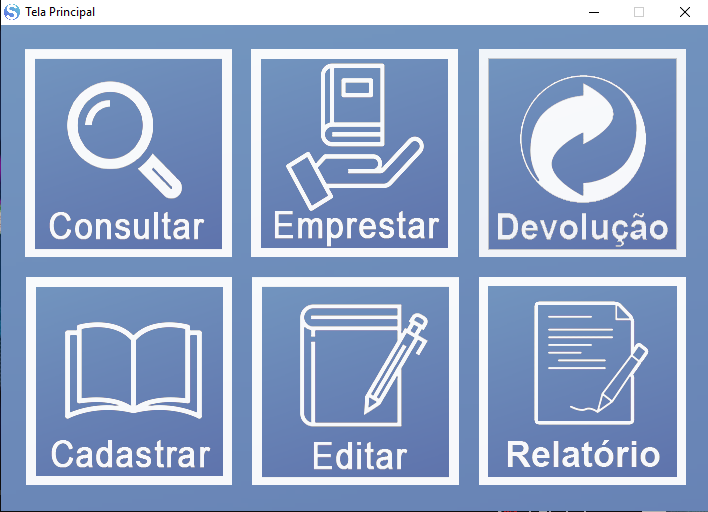 Tela Principal
Consultar
Emprestar
Devolução
Cadastrar
Editar
Relatório